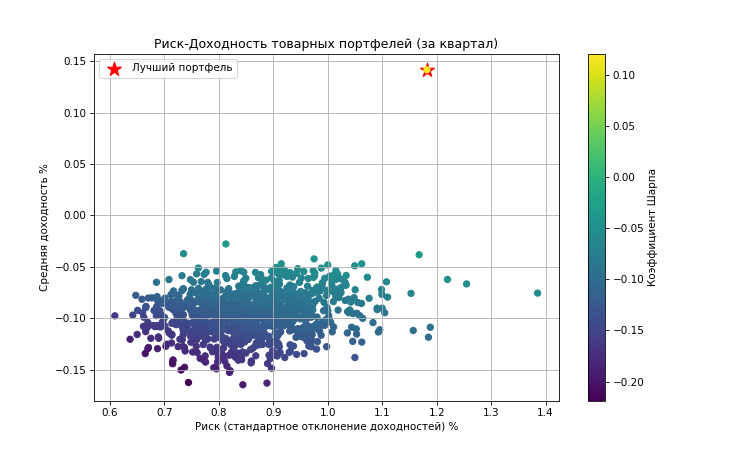 Риск-Доходность товарных портфелей (за квартал)
Лучший портфель
Средняя доходность %
0.15
0.10
0.05
0.00
−0.05
−0.10
−0.15
0.6 0.7 0.8 0.9 1.0 1.1 1.2 1.3 1.4
Риск (стандартное отклонение доходностей) %
0.10
0.05
0.00
−0.05
−0.10
−0.15
−0.20
Коэффициент Шарпа